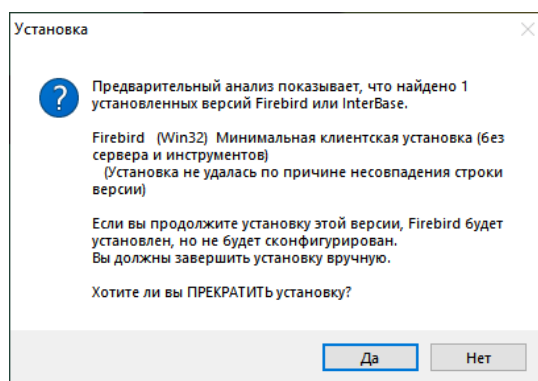 Установка
Предварительный анализ показывает, что найдено 1
установленных версий Firebird или InterBase.
Firebird (Win32) Минимальная клиентская установка (без
сервера и инструментов)
(Установка не удалась по причине несовпадения строки
версии)
Если вы продолжите установку этой версии, Firebird будет
установлен, но не будет сконфигурирован.
Вы должны завершить установку вручную.
Хотите ли вы ПРЕКРАТИТЬ установку?
Да
Нет